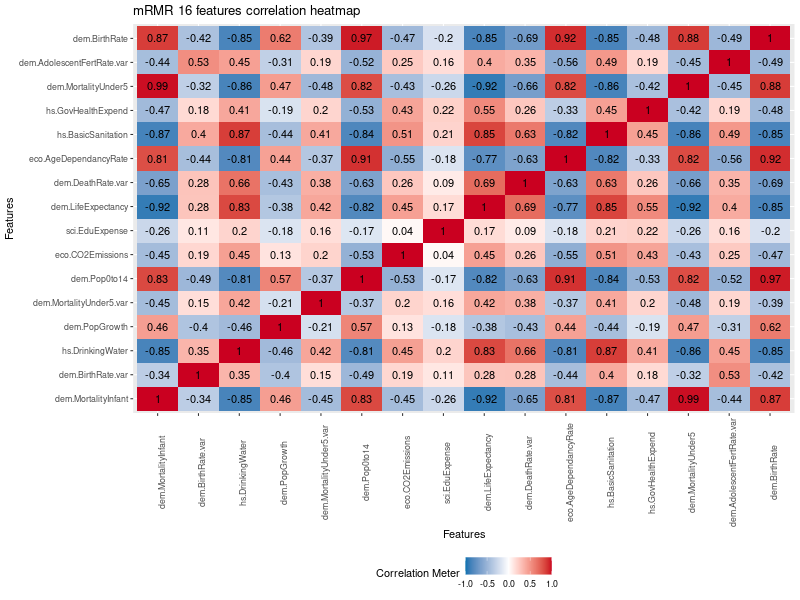 mRMR 16 features correlation heatmap
dem.BirthRate 0.87 -0.42 -0.85 0.62 -0.39 0.97 -0.47 -0.2 -0.85 -0.69 0.92 -0.85 -0.48 0.88 -0.49 1
dem.AdolescentFertRate.var -0.44 0.53 0.45 -0.31 0.19 -0.52 0.25 0.16 0.4 0.35 -0.56 0.49 0.19 -0.45 1 -0.49
dem.MortalityUnder5 0.99 -0.32 -0.86 0.47 -0.48 0.82 -0.43 -0.26 -0.92 -0.66 0.82 -0.86 -0.42 1 -0.45 0.88
hs.GovHealthExpend -0.47 0.18 0.41 -0.19 0.2 -0.53 0.43 0.22 0.55 0.26 -0.33 0.45 1 -0.42 0.19 -0.48
hs.BasicSanitation -0.87 0.4 0.87 -0.44 0.41 -0.84 0.51 0.21 0.85 0.63 -0.82 1 0.45 -0.86 0.49 -0.85
eco.AgeDependancyRate 0.81 -0.44 -0.81 0.44 -0.37 0.91 -0.55 -0.18 -0.77 -0.63 1 -0.82 -0.33 0.82 -0.56 0.92
dem.DeathRate.var -0.65 0.28 0.66 -0.43 0.38 -0.63 0.26 0.09 0.69 1 -0.63 0.63 0.26 -0.66 0.35 -0.69
dem.LifeExpectancy -0.92 0.28 0.83 -0.38 0.42 -0.82 0.45 0.17 1 0.69 -0.77 0.85 0.55 -0.92 0.4 -0.85
sci.EduExpense -0.26 0.11 0.2 -0.18 0.16 -0.17 0.04 1 0.17 0.09 -0.18 0.21 0.22 -0.26 0.16 -0.2
eco.CO2Emissions -0.45 0.19 0.45 0.13 0.2 -0.53 1 0.04 0.45 0.26 -0.55 0.51 0.43 -0.43 0.25 -0.47
dem.Pop0to14 0.83 -0.49 -0.81 0.57 -0.37 1 -0.53 -0.17 -0.82 -0.63 0.91 -0.84 -0.53 0.82 -0.52 0.97
dem.MortalityUnder5.var -0.45 0.15 0.42 -0.21 1 -0.37 0.2 0.16 0.42 0.38 -0.37 0.41 0.2 -0.48 0.19 -0.39
dem.PopGrowth 0.46 -0.4 -0.46 1 -0.21 0.57 0.13 -0.18 -0.38 -0.43 0.44 -0.44 -0.19 0.47 -0.31 0.62
hs.DrinkingWater -0.85 0.35 1 -0.46 0.42 -0.81 0.45 0.2 0.83 0.66 -0.81 0.87 0.41 -0.86 0.45 -0.85
dem.BirthRate.var -0.34 1 0.35 -0.4 0.15 -0.49 0.19 0.11 0.28 0.28 -0.44 0.4 0.18 -0.32 0.53 -0.42
dem.MortalityInfant 1 -0.34 -0.85 0.46 -0.45 0.83 -0.45 -0.26 -0.92 -0.65 0.81 -0.87 -0.47 0.99 -0.44 0.87
Features
dem.MortalityInfant
dem.BirthRate.var
hs.DrinkingWater
dem.PopGrowth
dem.MortalityUnder5.var
dem.Pop0to14
eco.CO2Emissions
sci.EduExpense
dem.LifeExpectancy
dem.DeathRate.var
eco.AgeDependancyRate
hs.BasicSanitation
hs.GovHealthExpend
dem.MortalityUnder5
dem.AdolescentFertRate.var
dem.BirthRate
Features
Correlation Meter
-1.0 -0.5 0.0 0.5 1.0